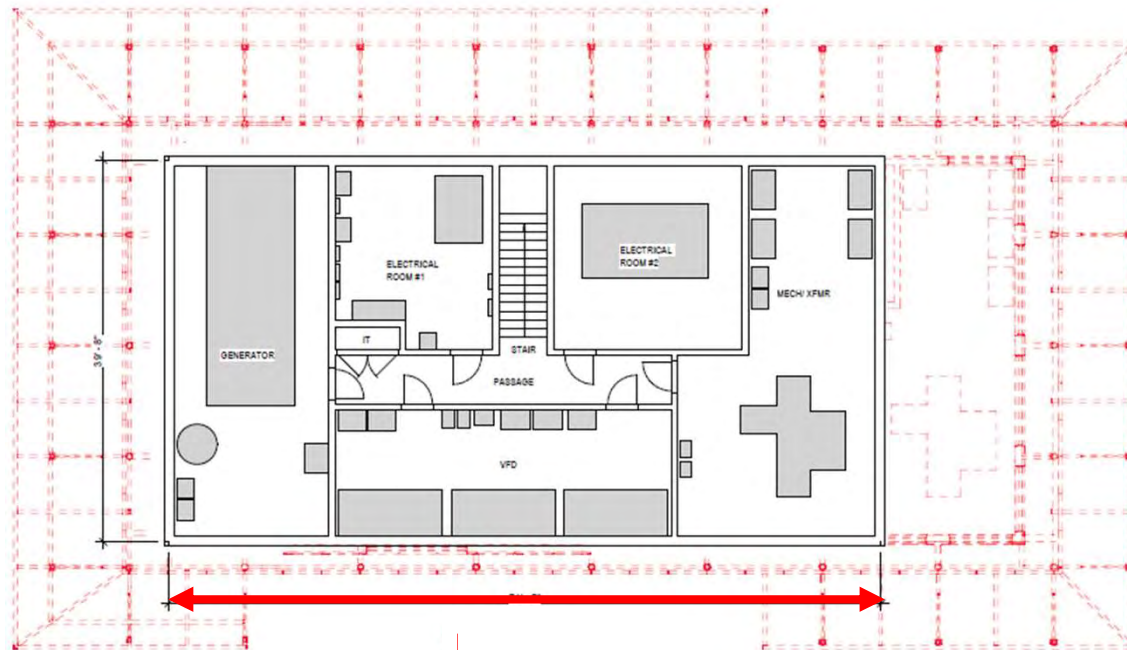 ELECTRICAL
ROOM #1
ELECTRICAL
ROOM #2
MECH/ XFMR
39' - 8"
GENERATOR
IT
STAIR
PASSAGE
VFD